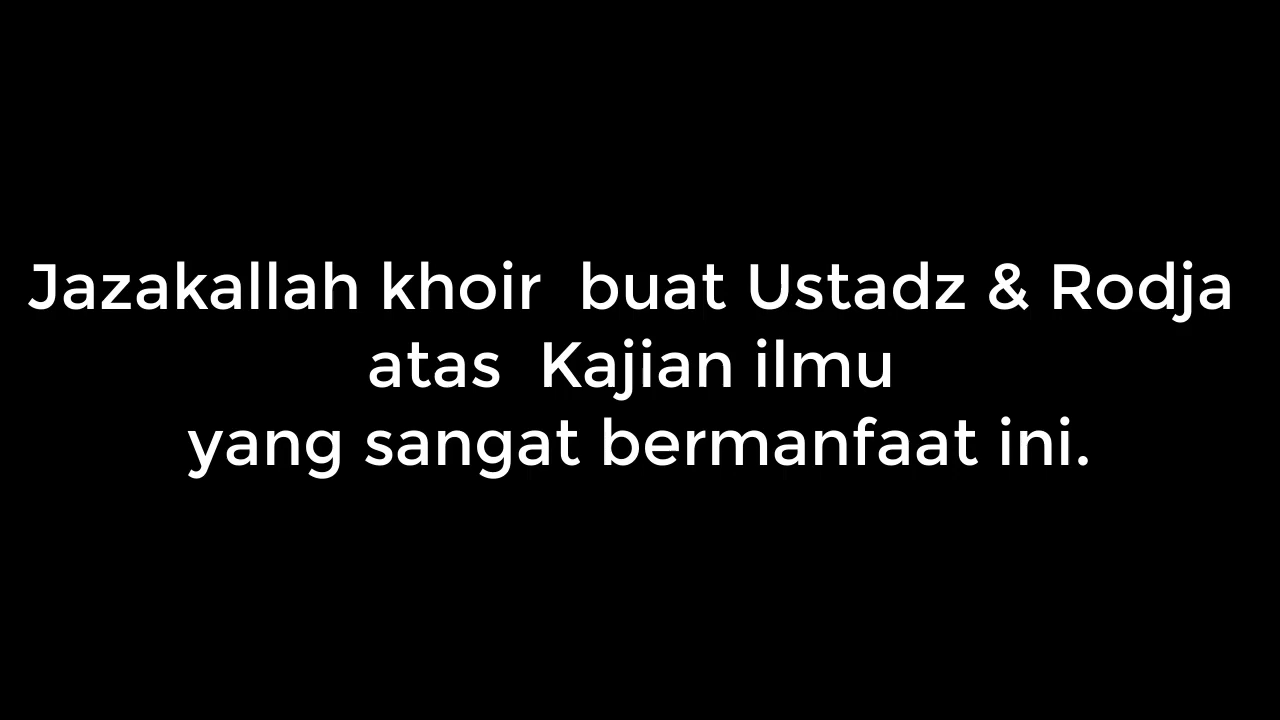 Jazakallah khoir  buat Ustadz & Rodja
atas  Kajian ilmu
yang sangat bermanfaat ini.